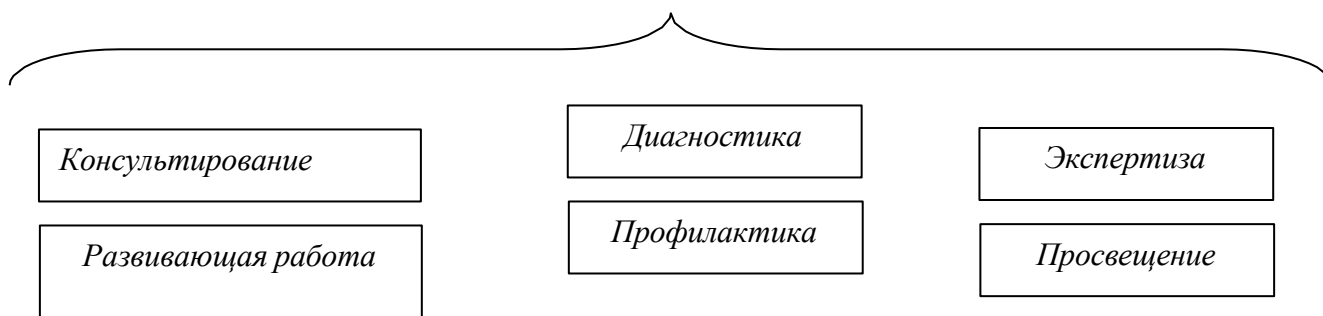 Консультирование
Диагностика
Экспертиза
Развивающая работа
Профилактика
Просвещение